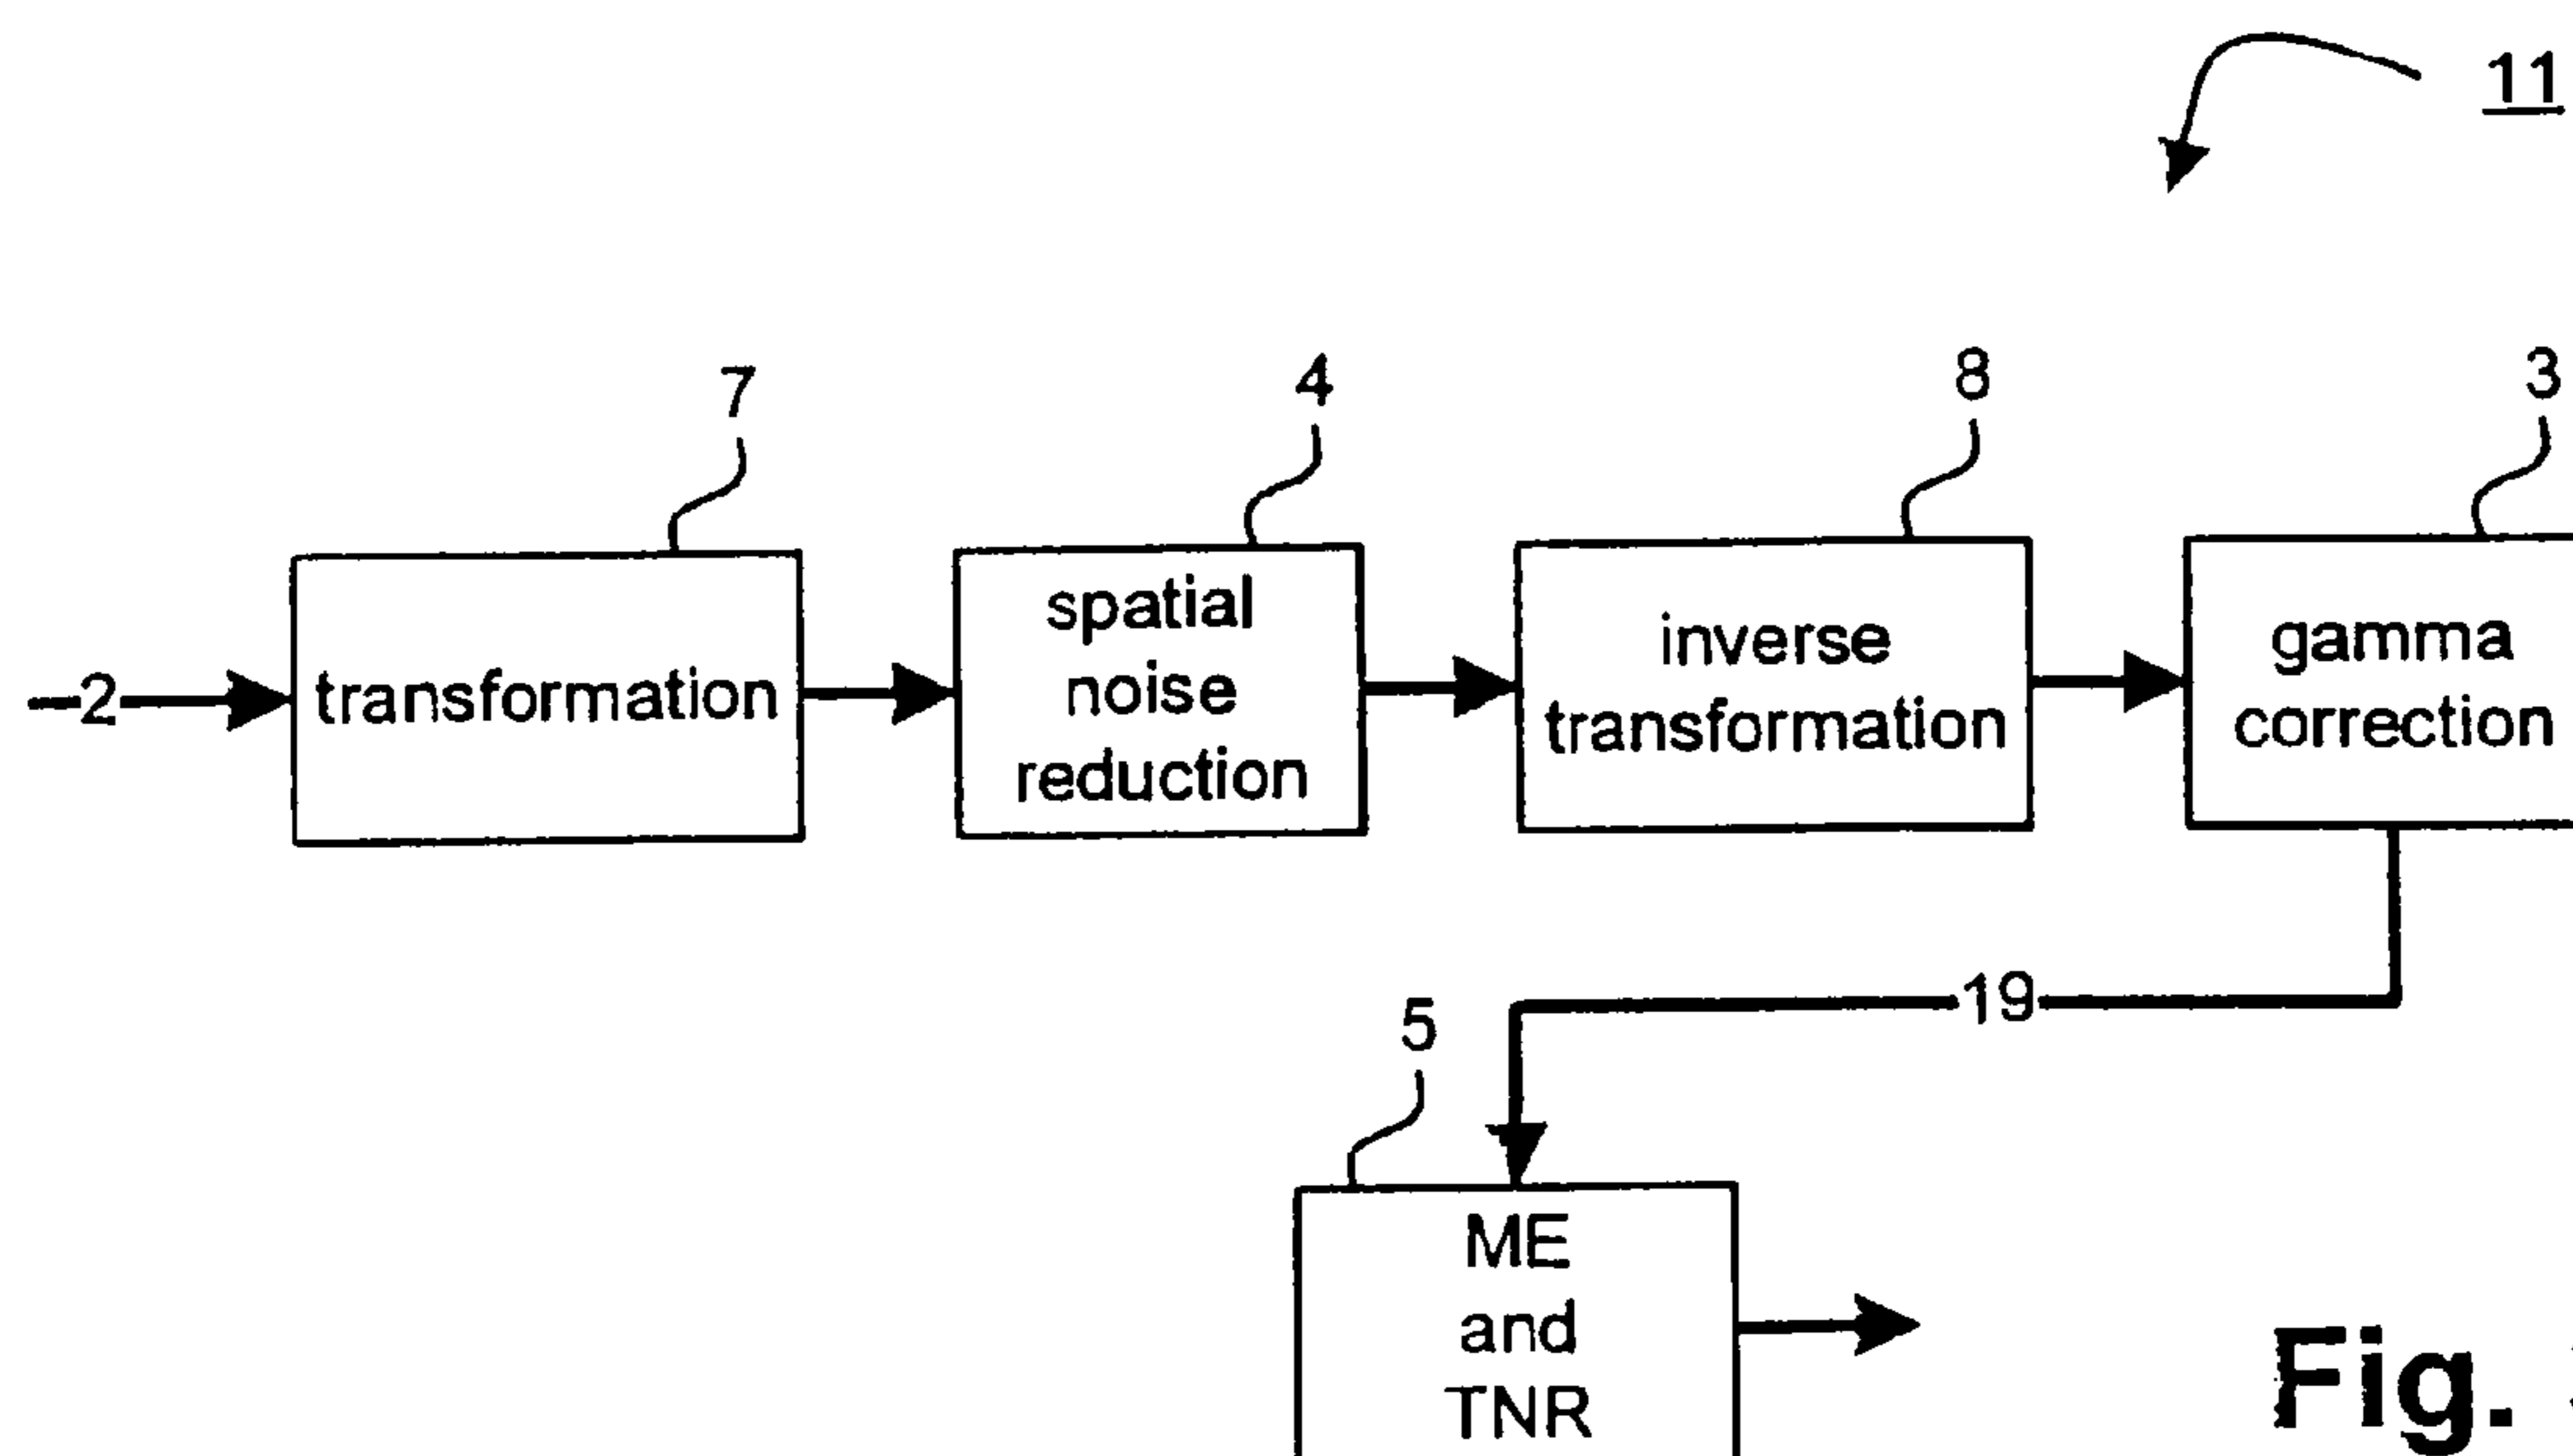 11
7
4
8
3
2
transformation
spatial
noise
reduction
inverse
transformation
gamma
correction
19
5
ME
and
TNR
Fig.